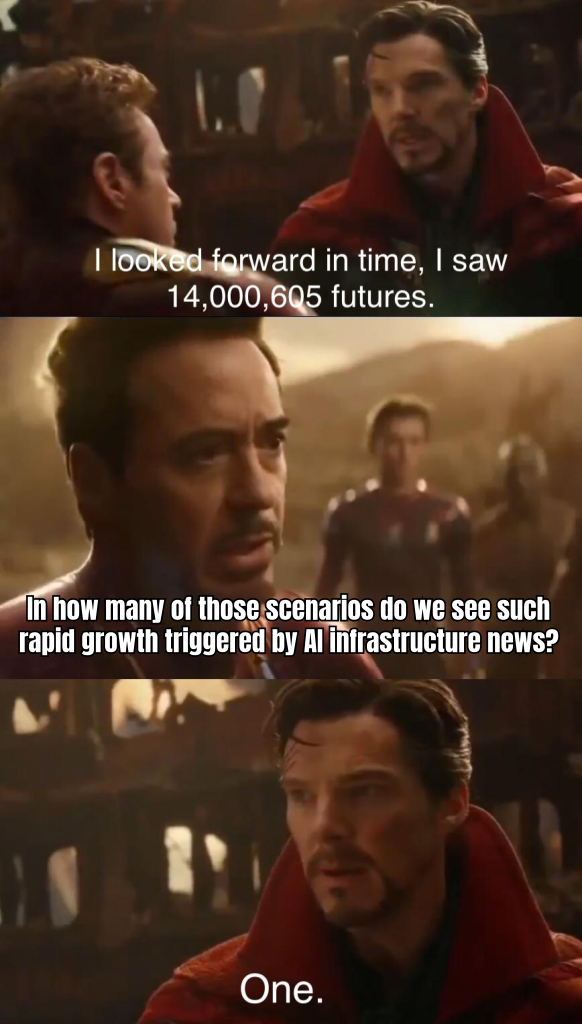 I looked forward in time, I saw
14,000,605 futures.
In how many of those scenarios do we see such
rapid growth triggered by AI infrastructure news?
One.